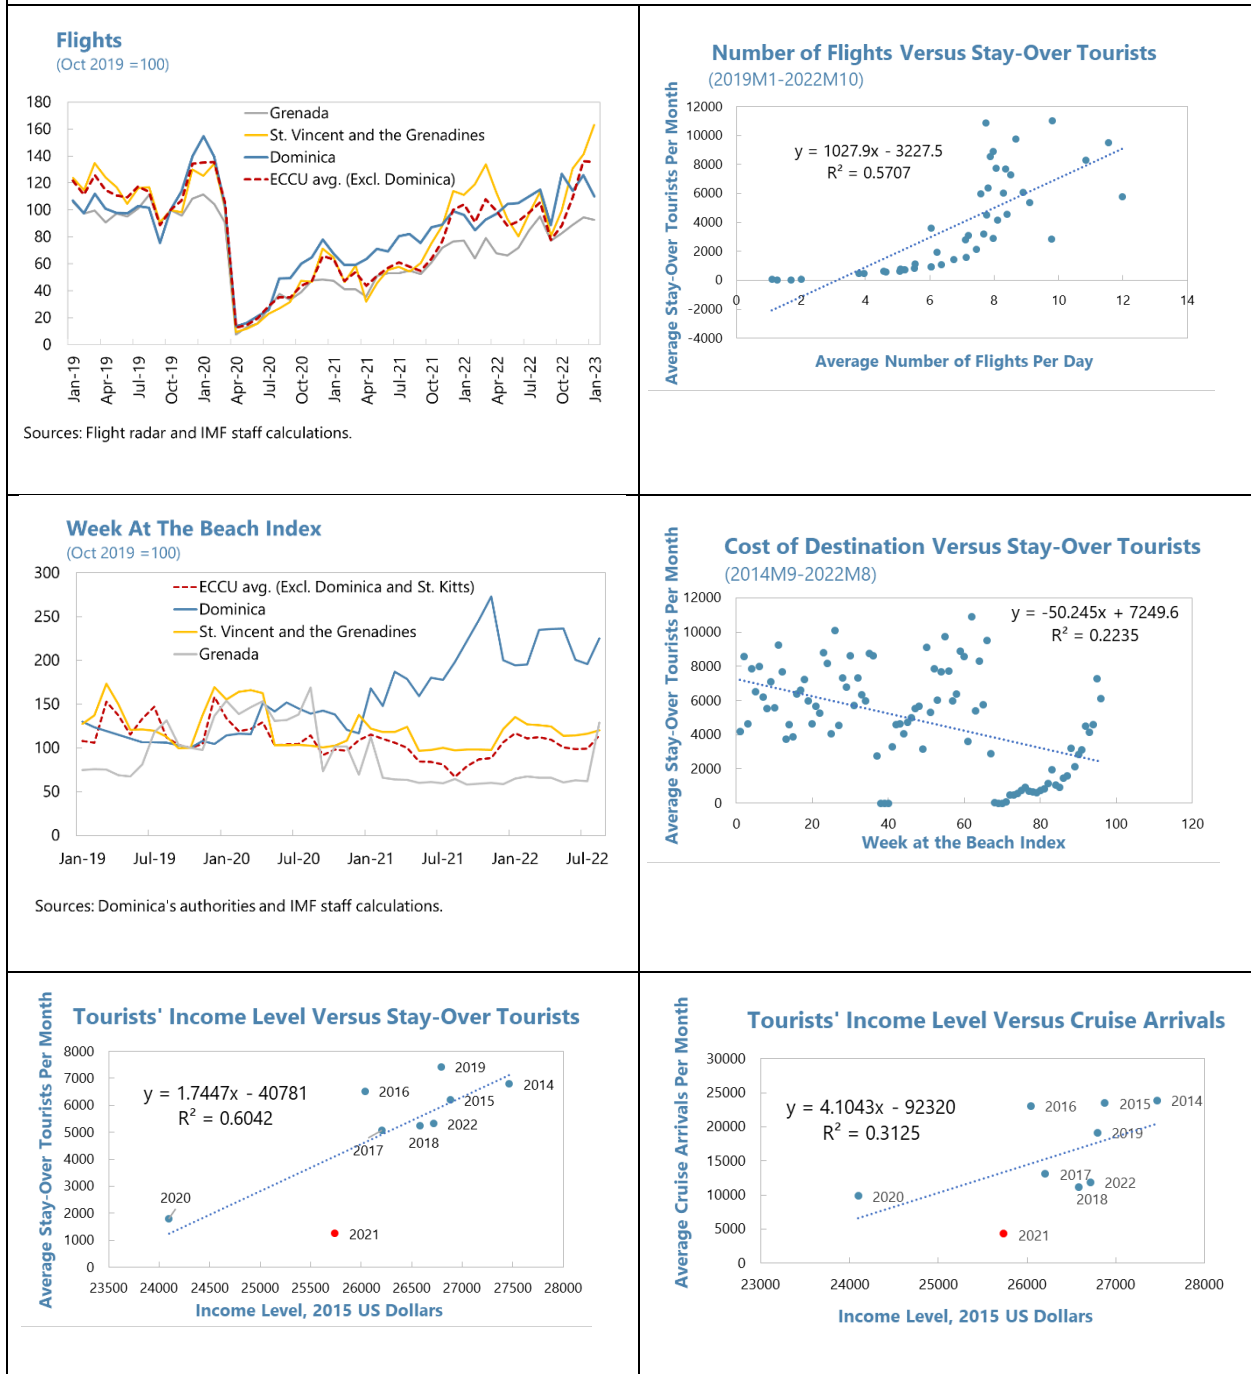 Flights
(Oct 2019 =100)
180
160
140
120
100
80
60
40
20
0
Grenada
St. Vincent and the Grenadines
Dominica
ECCU avg. (Excl. Dominica)
Jan-19
Apr-19
Jul-19
Oct-19
Jan-20
Apr-20
Jul-20
Oct-20
Jan-21
Apr-21
Jul-21
Oct-21
Jan-22
Apr-22
Jul-22
Oct-22
Jan-23
Sources: Flight radar and IMF staff calculations.
Number of Flights Versus Stay-Over Tourists
(2019M1-2022M10)
Average Stay-Over Tourists Per Month
12000
10000
8000
6000
4000
2000
0
-2000
-4000
y = 1027.9x - 3227.5
R² = 0.5707
0 2 4 6 8 10 12 14
Average Number of Flights Per Day
Week At The Beach Index
(Oct 2019 =100)
300
250
200
150
100
50
0
ECCU avg. (Excl. Dominica and St. Kitts)
Dominica
St. Vincent and the Grenadines
Grenada
Jan-19 Jul-19 Jan-20 Jul-20 Jan-21 Jul-21 Jan-22 Jul-22
Sources: Dominica's authorities and IMF staff calculations.
Cost of Destination Versus Stay-Over Tourists
(2014M9-2022M8)
Average Stay-Over Tourists Per Month
12000
10000
8000
6000
4000
2000
0
y = -50.245x + 7249.6
R² = 0.2235
0 20 40 60 80 100 120
Week at the Beach Index
Tourists' Income Level Versus Stay-Over Tourists
Average Stay-Over Tourists Per Month
8000
7000
6000
5000
4000
3000
2000
1000
0
y = 1.7447x - 40781
R² = 0.6042
2019
2014
2016
2015
2022
2018
2017
2020
2021
23500 24000 24500 25000 25500 26000 26500 27000 27500 28000
Income Level, 2015 US Dollars
Tourists' Income Level Versus Cruise Arrivals
Average Cruise Arrivals Per Month
30000
25000
20000
15000
10000
5000
0
y = 4.1043x - 92320
R² = 0.3125
2016
2015
2014
2019
2017
2022
2018
2020
2021
23000 24000 25000 26000 27000 28000
Income Level, 2015 US Dollars